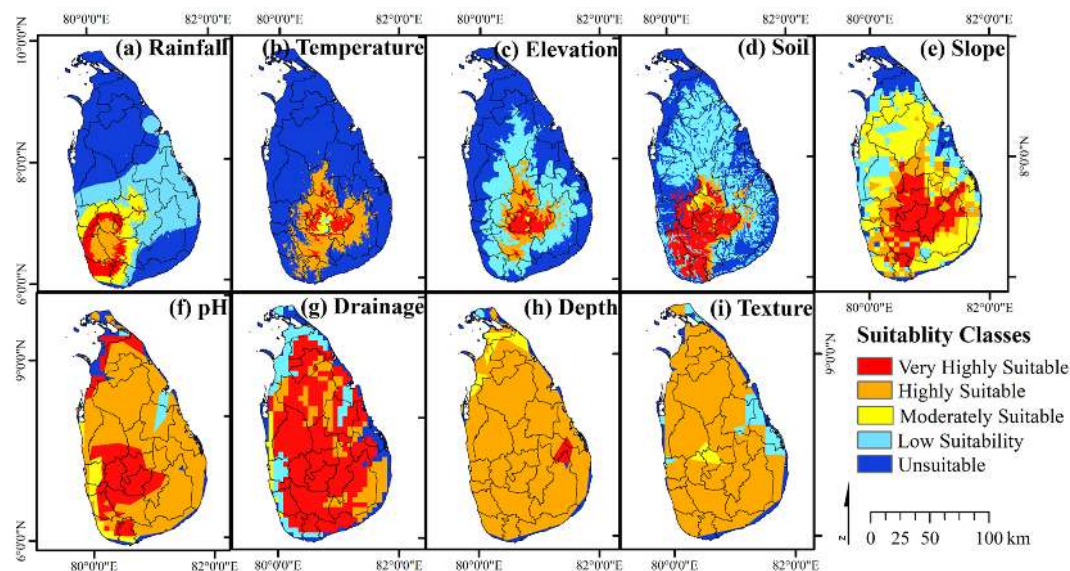 80°0'0"E 82°0'0"E 80°0'0"E 82°0'0"E
(a) Rainfall (b) Temperature (c) Elevation (d) Soil (e) Slope
10°0'0"N
8°0'0"N
6°0'0"N
8°0'0"N
80°0'0"E 82°0'0"E
(f) pH (g) Drainage (h) Depth (i) Texture
9°0'0"N
6°0'0"N
9°0'0"N
Suitablity Classes
Very Highly Suitable
Highly Suitable
Moderately Suitable
Low Suitability
Unsuitable
N
0 25 50 100 km
80°0'0"E 80°0'0"E 82°0'0"E 80°0'0"E 82°0'0"E